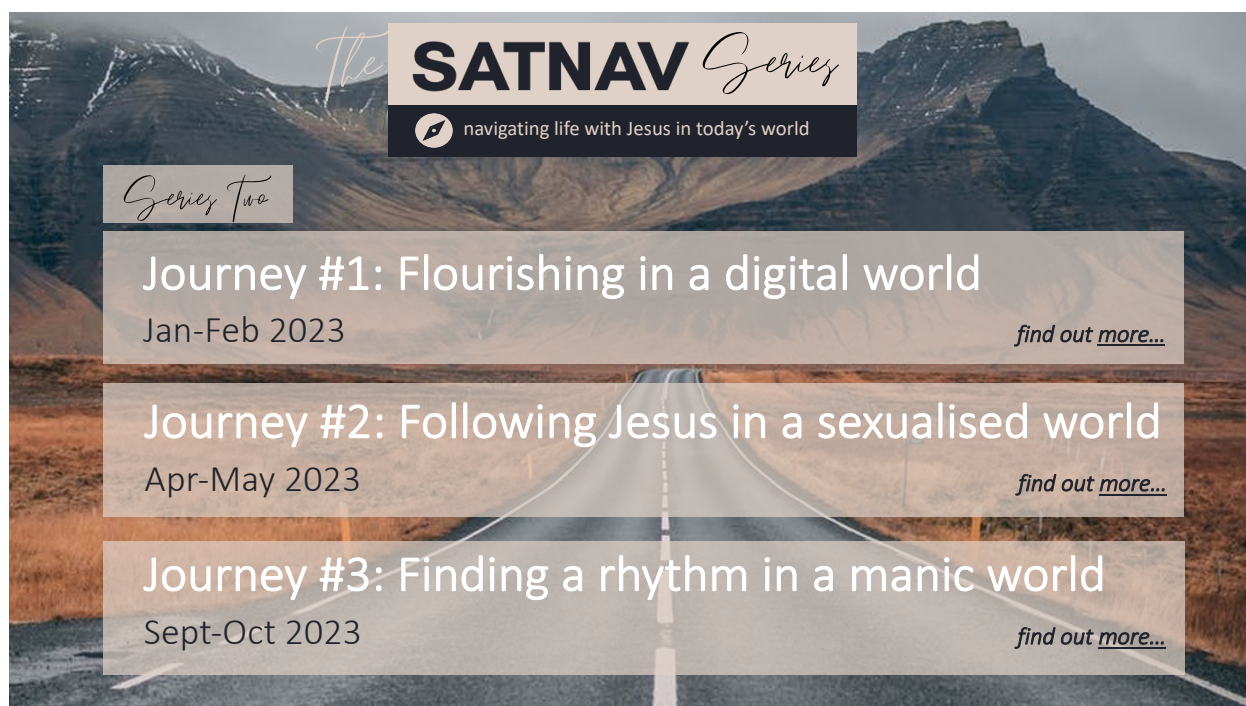 The SATNAV Series
navigating life with Jesus in today's world
Series Two
Journey #1: Flourishing in a digital world
Jan-Feb 2023
find out more...
Journey #2: Following Jesus in a sexualised world
Apr-May 2023
find out more...
Journey #3: Finding a rhythm in a manic world
Sept-Oct 2023
find out more...